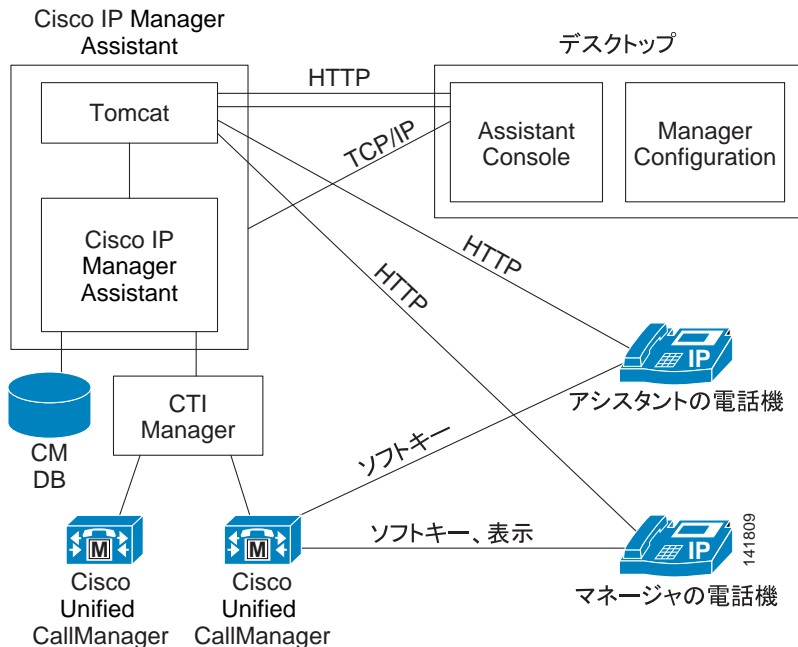 Cisco IP Manager
Assistant
デスクトップ
HTTP
Tomcat
Assistant
Console
Manager
Configuration
TCP/IP
Cisco IP
Manager
Assistant
HTTP
HTTP
IP
アシスタントの電話機
CTI
Manager
CM
DB
ソフトキー
ソフトキー、表示
M
M
IP
141809
マネージャの電話機
Cisco
Unified
CallManager
Cisco
Unified
CallManager